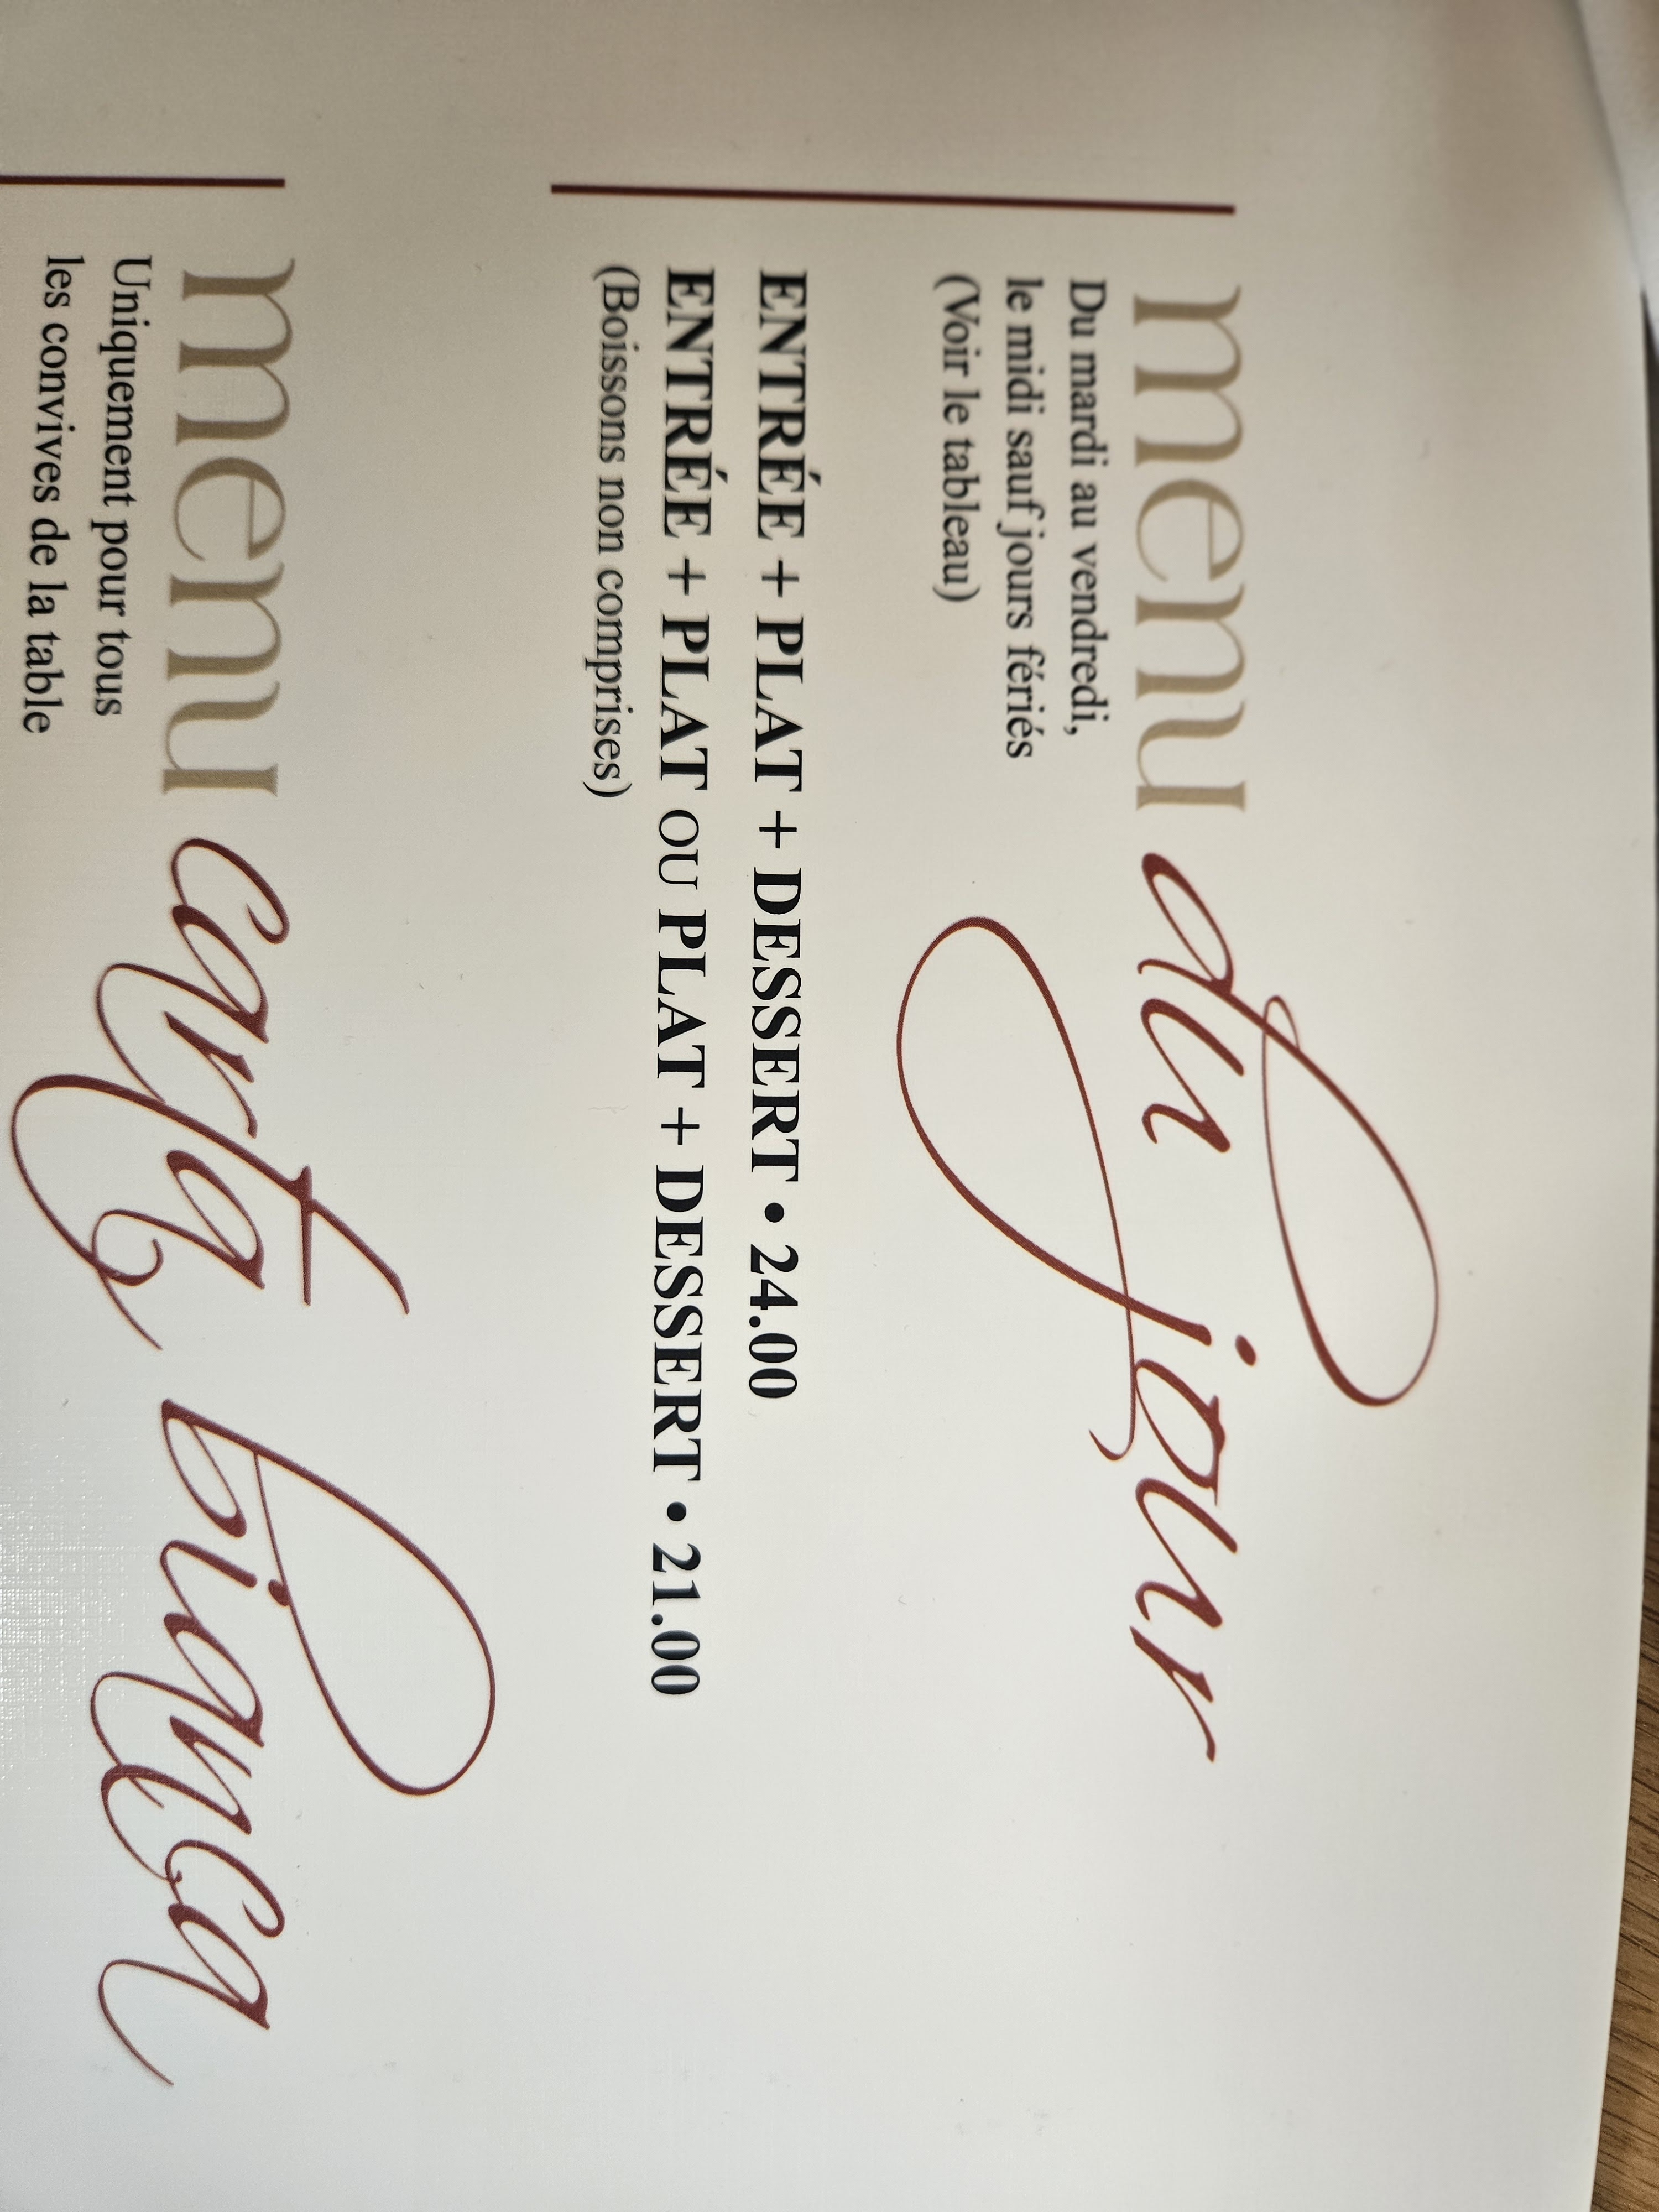 menu du jour
Du mardi au vendredi,
le midi sauf jours fériés
(Voir le tableau)
ENTRÉE + PLAT + DESSERT • 24.00
ENTRÉE + PLAT OU PLAT + DESSERT • 21.00
(Boissons non comprises)
menu carta bianca
Uniquement pour tous
les convives de la table